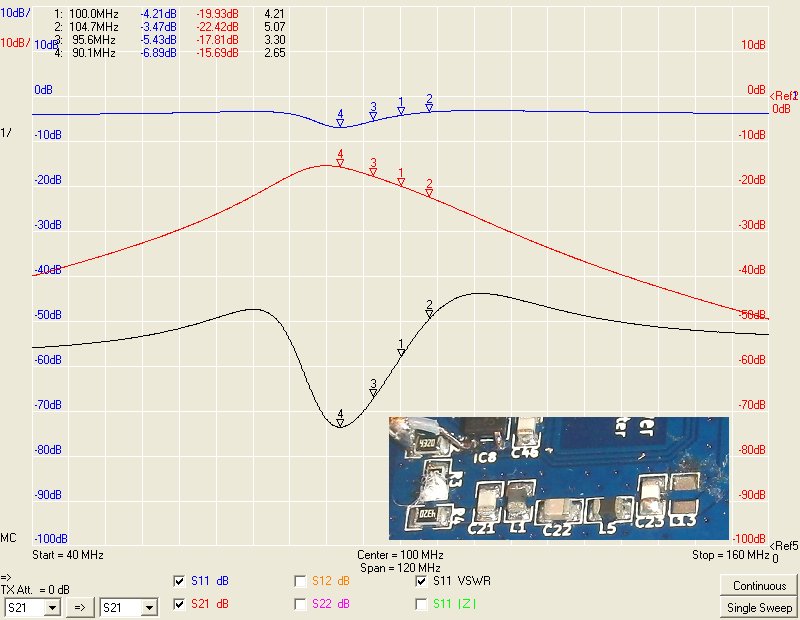 10dB/ 1: 100.0MHz -4.21dB -19.93dB 4.21
2: 104.7MHz -3.47dB -22.42dB 5.07
10dB/ 10dB 3: 95.6MHz -5.43dB -17.81dB 3.30 10dB
4: 90.1MHz -6.89dB -15.69dB 2.65
0dB 0dB <Ref
0dB
1/ -10dB -10dB
4 3 1 2
-20dB -20dB
4 3 1 2
-30dB -30dB
-40dB -40dB
-50dB -50dB
2
-60dB 1 -60dB
3
-70dB -70dB
4
-80dB -80dB
-90dB -90dB
MC -100dB -100dB <Ref5
0
4320
IC8 C46
R3
R4
C21 L1 C22 L5 C23 L13
Start = 40 MHz Center = 100 MHz Stop = 160 MHz
Span = 120 MHz
=>
TX Att. = 0 dB
S11 dB S12 dB S11 VSWR Continuous
S21 => S21 S21 dB S22 dB S11 |Z| Single Sweep